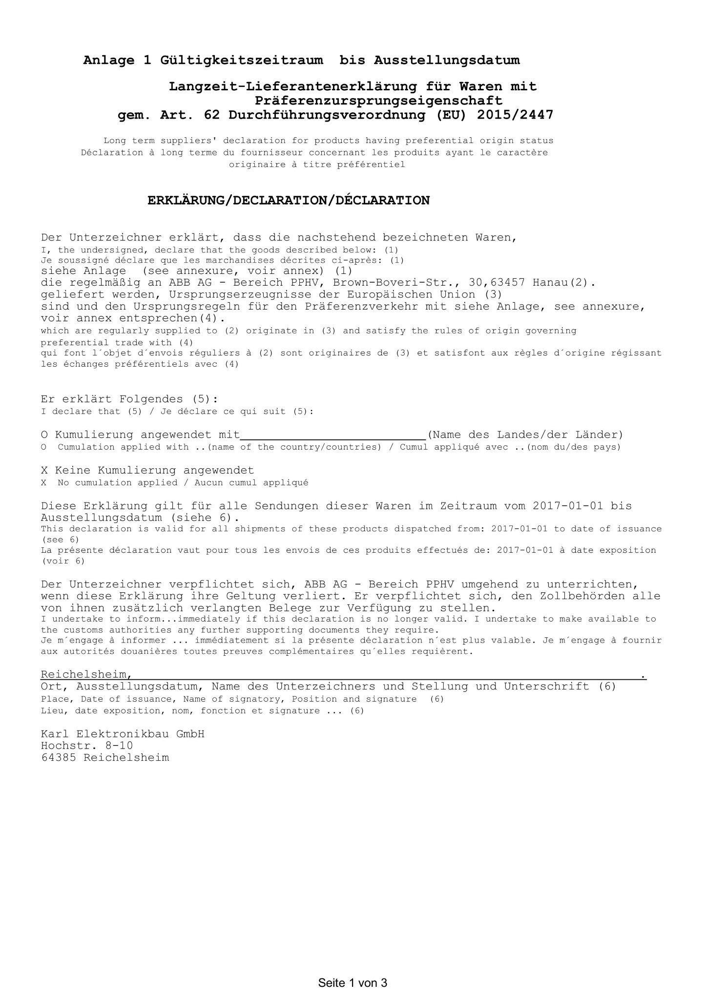 Anlage 1 Gültigkeitszeitraum  bis Ausstellungsdatum
Langzeit-Lieferantenerklärung für Waren mit
Präferenzursprungseigenschaft
gem. Art. 62 Durchführungsverordnung (EU) 2015/2447
Long term suppliers' declaration for products having preferential origin status
Déclaration à long terme du fournisseur concernant les produits ayant le caractère
originaire à titre préférentiel
ERKLÄRUNG/DECLARATION/DÉCLARATION
Der Unterzeichner erklärt, dass die nachstehend bezeichneten Waren,
I, the undersigned, declare that the goods described below: (1)
Je soussigné déclare que les marchandises décrites ci-après: (1)
siehe Anlage  (see annexure, voir annex) (1)
die regelmäßig an ABB AG - Bereich PPHV, Brown-Boveri-Str., 30,63457 Hanau(2).
geliefert werden, Ursprungserzeugnisse der Europäischen Union (3)
sind und den Ursprungsregeln für den Präferenzverkehr mit siehe Anlage, see annexure,
voir annex entsprechen(4).
which are regularly supplied to (2) originate in (3) and satisfy the rules of origin governing
preferential trade with (4)
qui font l´objet d´envois réguliers à (2) sont originaires de (3) et satisfont aux règles d´origine régissant
les échanges préférentiels avec (4)
Er erklärt Folgendes (5):
I declare that (5) / Je déclare ce qui suit (5):
O Kumulierung angewendet mit__________________________(Name des Landes/der Länder)
O  Cumulation applied with ..(name of the country/countries) / Cumul appliqué avec ..(nom du/des pays)
X Keine Kumulierung angewendet
X  No cumulation applied / Aucun cumul appliqué
Diese Erklärung gilt für alle Sendungen dieser Waren im Zeitraum vom 2017-01-01 bis
Ausstellungsdatum (siehe 6).
This declaration is valid for all shipments of these products dispatched from: 2017-01-01 to date of issuance
(see 6)
La présente déclaration vaut pour tous les envois de ces produits effectués de: 2017-01-01 à date exposition
(voir 6)
Der Unterzeichner verpflichtet sich, ABB AG - Bereich PPHV umgehend zu unterrichten,
wenn diese Erklärung ihre Geltung verliert. Er verpflichtet sich, den Zollbehörden alle
von ihnen zusätzlich verlangten Belege zur Verfügung zu stellen.
I undertake to inform...immediately if this declaration is no longer valid. I undertake to make available to
the customs authorities any further supporting documents they require.
Je m´engage à informer ... immédiatement si la présente déclaration n´est plus valable. Je m´engage à fournir
aux autorités douanières toutes preuves complémentaires qu´elles requièrent.
Reichelsheim, .
Ort, Ausstellungsdatum, Name des Unterzeichners und Stellung und Unterschrift (6)
Place, Date of issuance, Name of signatory, Position and signature  (6)
Lieu, date exposition, nom, fonction et signature ... (6)
Karl Elektronikbau GmbH
Hochstr. 8-10
64385 Reichelsheim
Seite 1 von 3